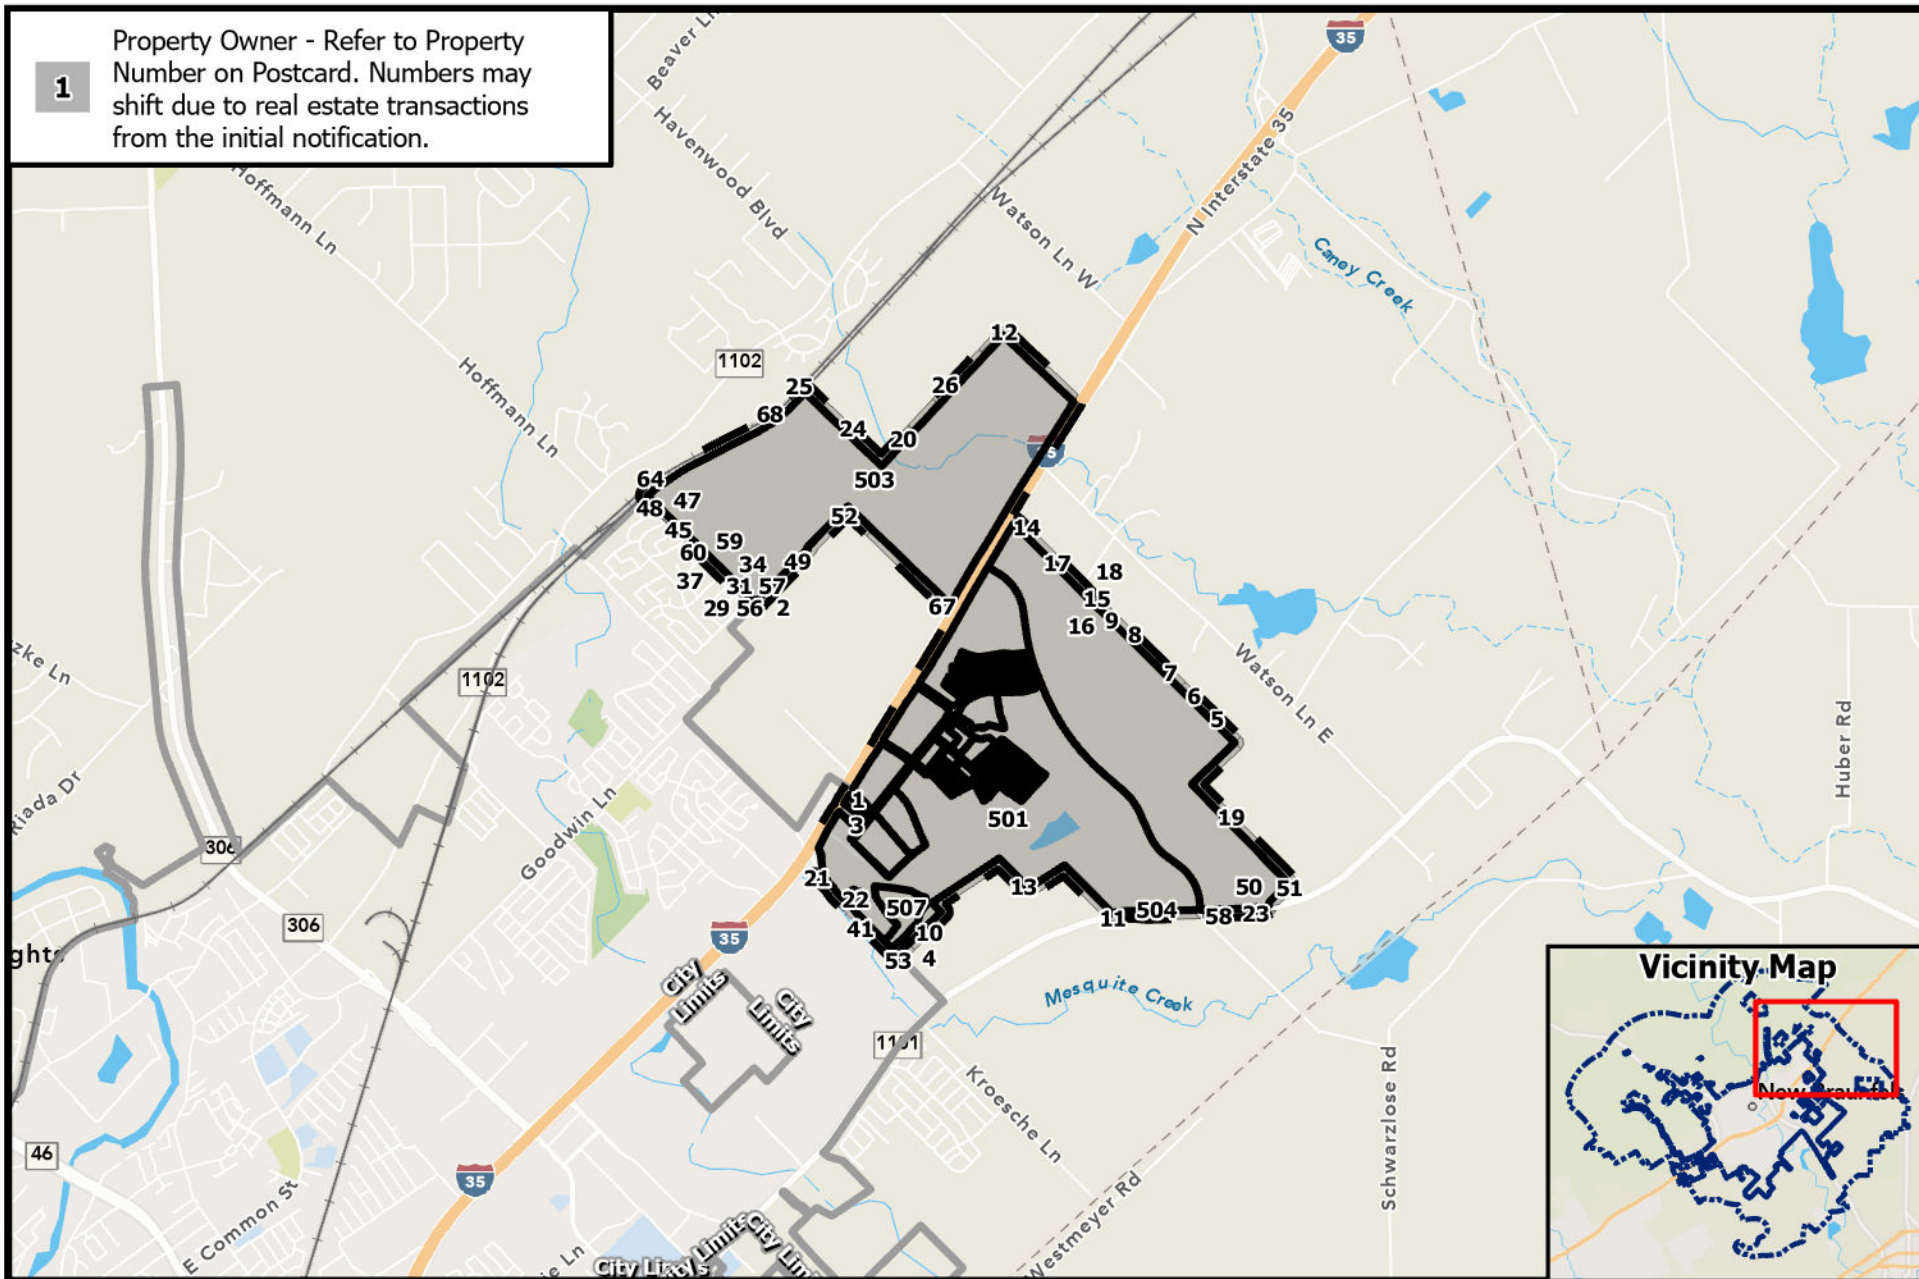 1
Property Owner - Refer to Property
Number on Postcard. Numbers may
shift due to real estate transactions
from the initial notification.
35
Beaver Ln
Havenwood Blvd
N Interstate 35
Hoffmann Ln
Watson Ln W
Caney Creek
12
1102
Hoffmann Ln
25
26
68
24
20
64
503
47
48
52
14
45
59
60
34
49
17
18
37
31
57
15
29
56
2
67
16
9
8
Watson Ln E
7
1102
6
5
Huber Rd
Riada Dr
Goodwin Ln
1
3
501
19
306
21
50
51
22
507
504
13
11
58
23
306
41
10
35
53
4
City
Limits
City
Limits
Mesquite Creek
1101
Kroesche Ln
Schwarzlose Rd
46
35
E Common St
Westmeyer Rd
City Limits
Vicinity Map
New Braunfels